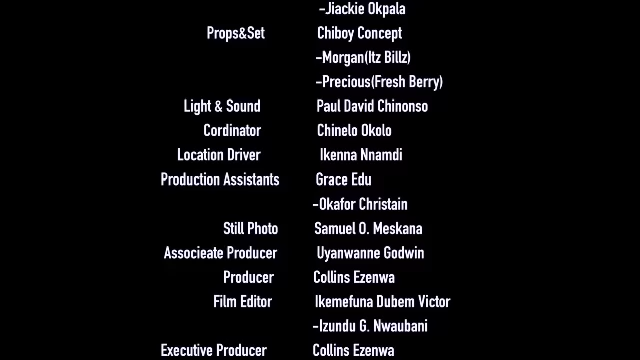 -Jiackie Okpala
Props&Set Chiboy Concept
-Morgan(Itz Billz)
-Precious(Fresh Berry)
Light & Sound Paul David Chinonso
Cordinator Chinelo Okolo
Location Driver Ikenna Nnamdi
Production Assistants Grace Edu
-Okafor Christain
Still Photo Samuel O. Meskana
Associeate Producer Uyanwanne Godwin
Producer Collins Ezenwa
Film Editor Ikemefuna Dubem Victor
-Izundu G. Nwaubani
Executive Producer Collins Ezenwa